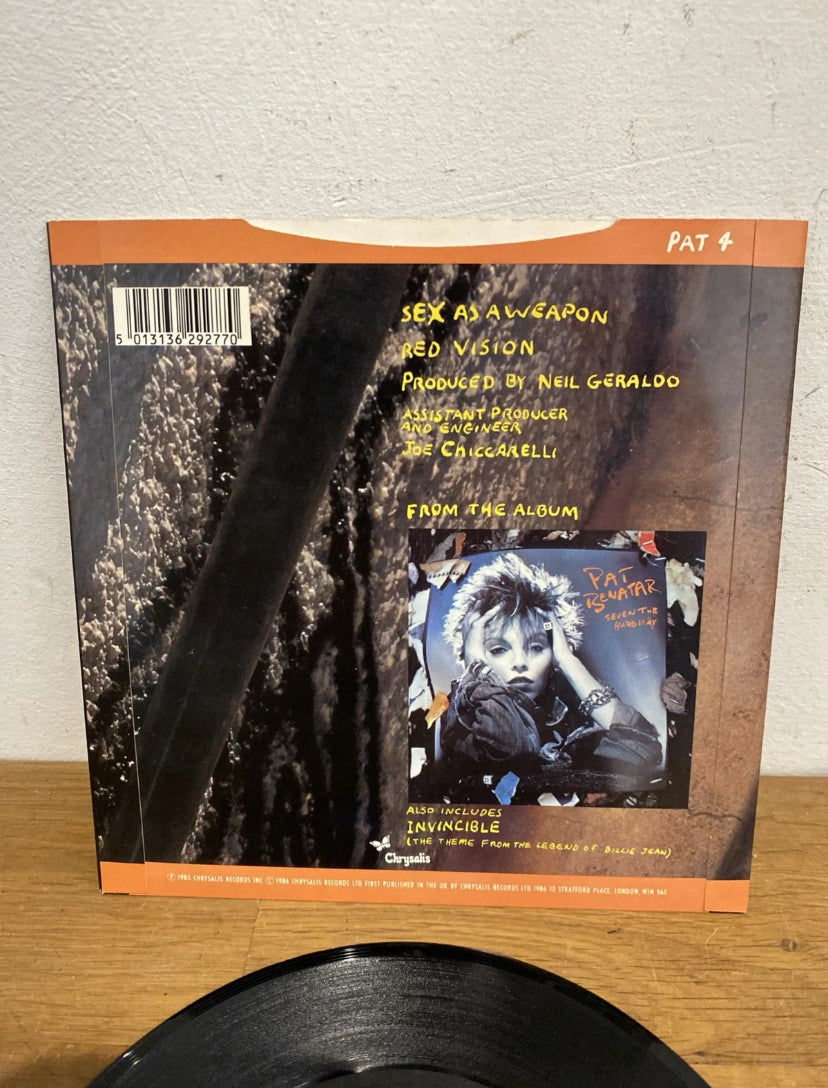 PAT 4
5 013136 292770
SEX AS A WEAPON
RED VISION
PRODUCED BY NEIL GERALDO
ASSISTANT PRODUCER
AND ENGINEER
JOE CHICCARELLI
FROM THE ALBUM
PAT
BENATAR
SEVEN THE
HARD WAY
ALSO INCLUDES
INVINCIBLE
(THE THEME FROM THE LEGEND OF BILLIE JEAN)
Chrysalis
℗ 1985 CHRYSALIS RECORDS INC © 1986 CHRYSALIS RECORDS LTD FIRST PUBLISHED IN THE UK BY CHRYSALIS RECORDS LTD 1986 12 STRATFORD PLACE, LONDON, W1N 9AF